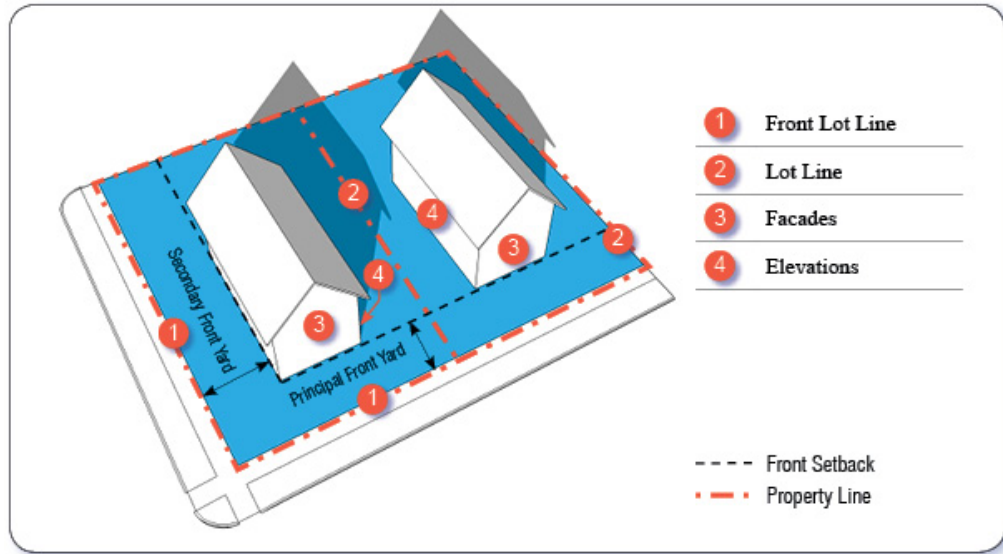 1 Front Lot Line
2 Lot Line
3 Facades
4 Elevations
2
4
3
2
4
3
1
Secondary Front Yard
Principal Front Yard
1
Front Setback
Property Line